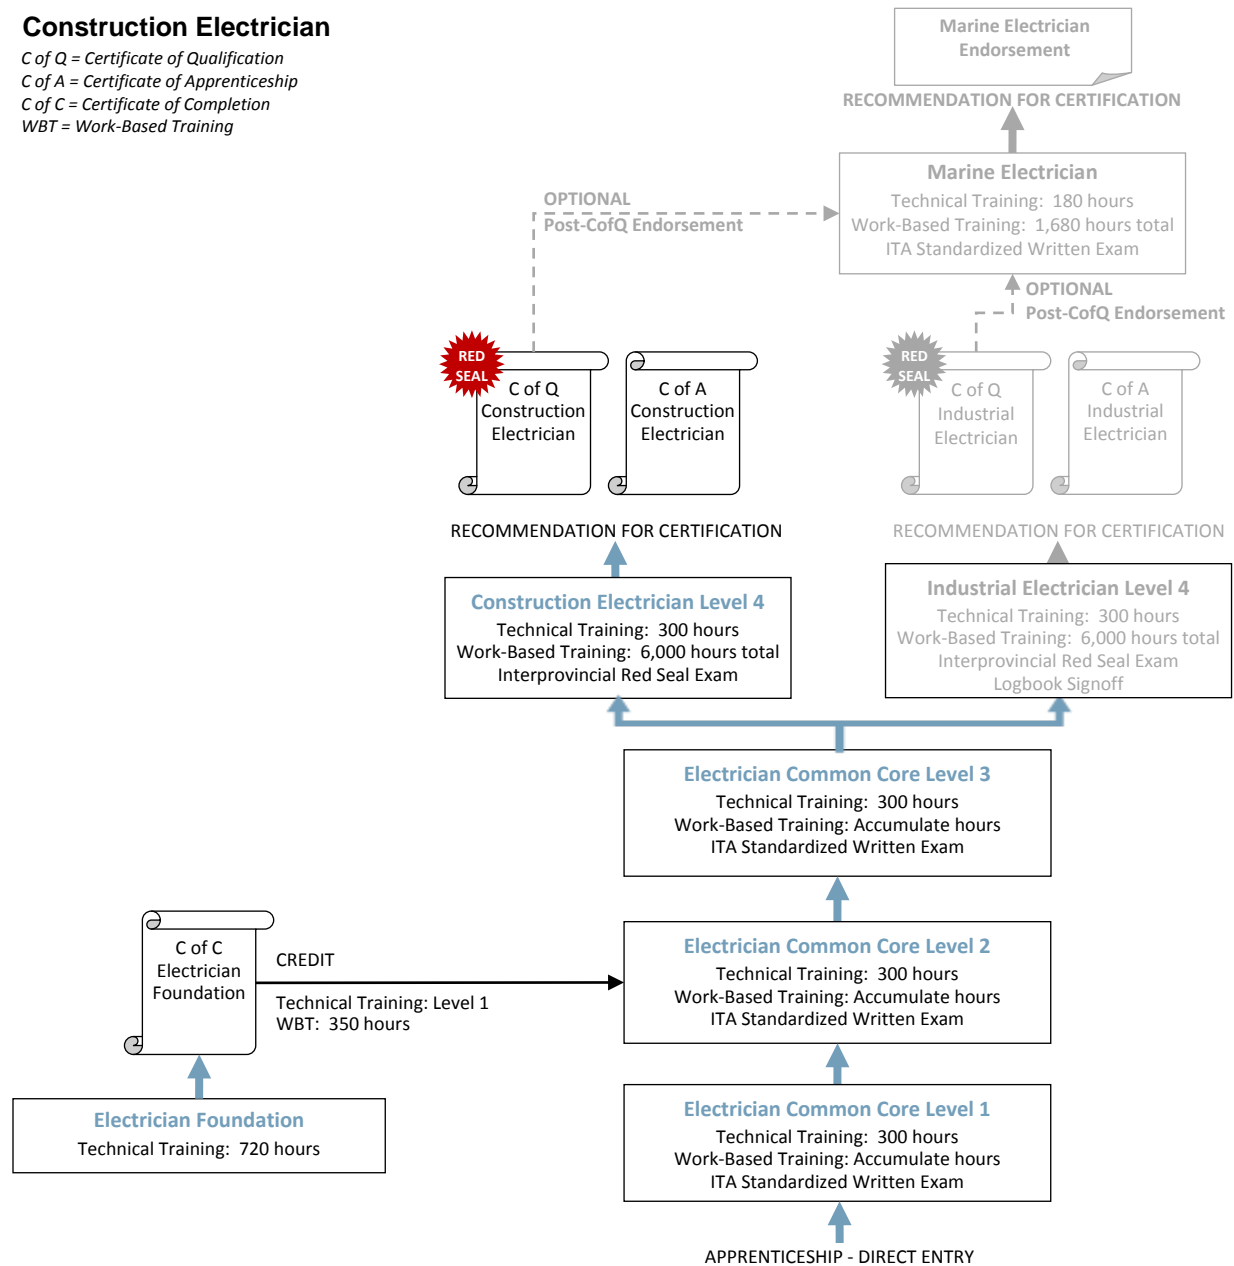 Construction Electrician
C of Q = Certificate of Qualification
C of A = Certificate of Apprenticeship
C of C = Certificate of Completion
WBT = Work-Based Training
Marine Electrician
Endorsement
RECOMMENDATION FOR CERTIFICATION
Marine Electrician
Technical Training: 180 hours
Work-Based Training: 1,680 hours total
ITA Standardized Written Exam
OPTIONAL
Post-CofQ Endorsement
OPTIONAL
Post-CofQ Endorsement
RED
SEAL
C of Q
Construction
Electrician
C of A
Construction
Electrician
RED
SEAL
C of Q
Industrial
Electrician
C of A
Industrial
Electrician
RECOMMENDATION FOR CERTIFICATION
RECOMMENDATION FOR CERTIFICATION
Construction Electrician Level 4
Technical Training: 300 hours
Work-Based Training: 6,000 hours total
Interprovincial Red Seal Exam
Industrial Electrician Level 4
Technical Training: 300 hours
Work-Based Training: 6,000 hours total
Interprovincial Red Seal Exam
Logbook Signoff
Electrician Common Core Level 3
Technical Training: 300 hours
Work-Based Training: Accumulate hours
ITA Standardized Written Exam
C of C
Electrician
Foundation
CREDIT
Technical Training: Level 1
WBT: 350 hours
Electrician Common Core Level 2
Technical Training: 300 hours
Work-Based Training: Accumulate hours
ITA Standardized Written Exam
Electrician Foundation
Technical Training: 720 hours
Electrician Common Core Level 1
Technical Training: 300 hours
Work-Based Training: Accumulate hours
ITA Standardized Written Exam
APPRENTICESHIP - DIRECT ENTRY